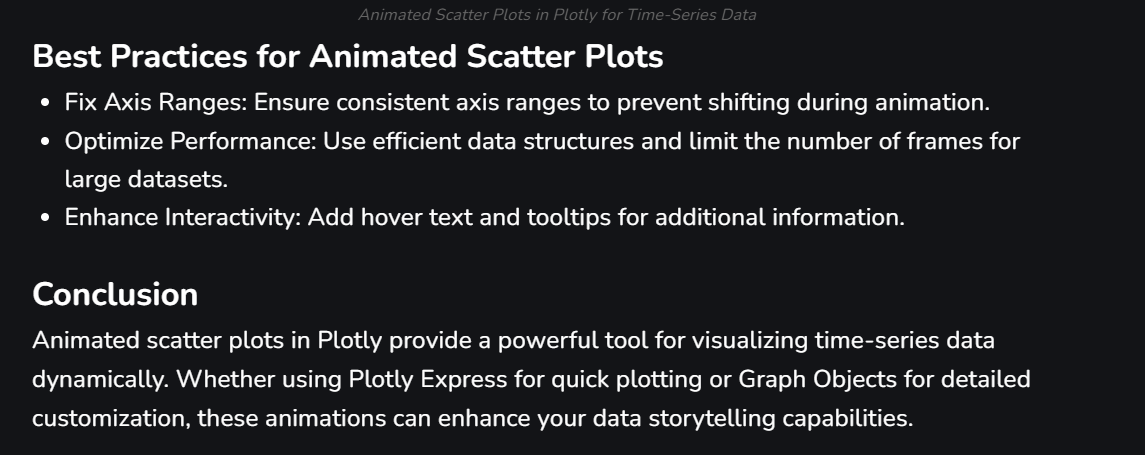 Animated Scatter Plots in Plotly for Time-Series Data
Best Practices for Animated Scatter Plots
• Fix Axis Ranges: Ensure consistent axis ranges to prevent shifting during animation.
• Optimize Performance: Use efficient data structures and limit the number of frames for
large datasets.
• Enhance Interactivity: Add hover text and tooltips for additional information.
Conclusion
Animated scatter plots in Plotly provide a powerful tool for visualizing time-series data
dynamically. Whether using Plotly Express for quick plotting or Graph Objects for detailed
customization, these animations can enhance your data storytelling capabilities.